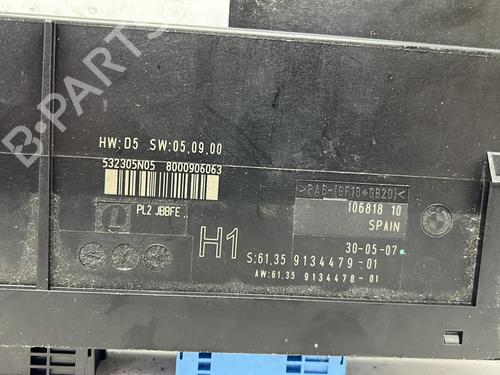 B-Parts
HW:D5 SW:05.09.00
532305N05 8000906063
>PA6-(GF10+GB20)<
PL2 JBBFE
106818 10
SPAIN
H1
30-05-07
S:61.35 9134479-01
AW:61.35 9134478-01